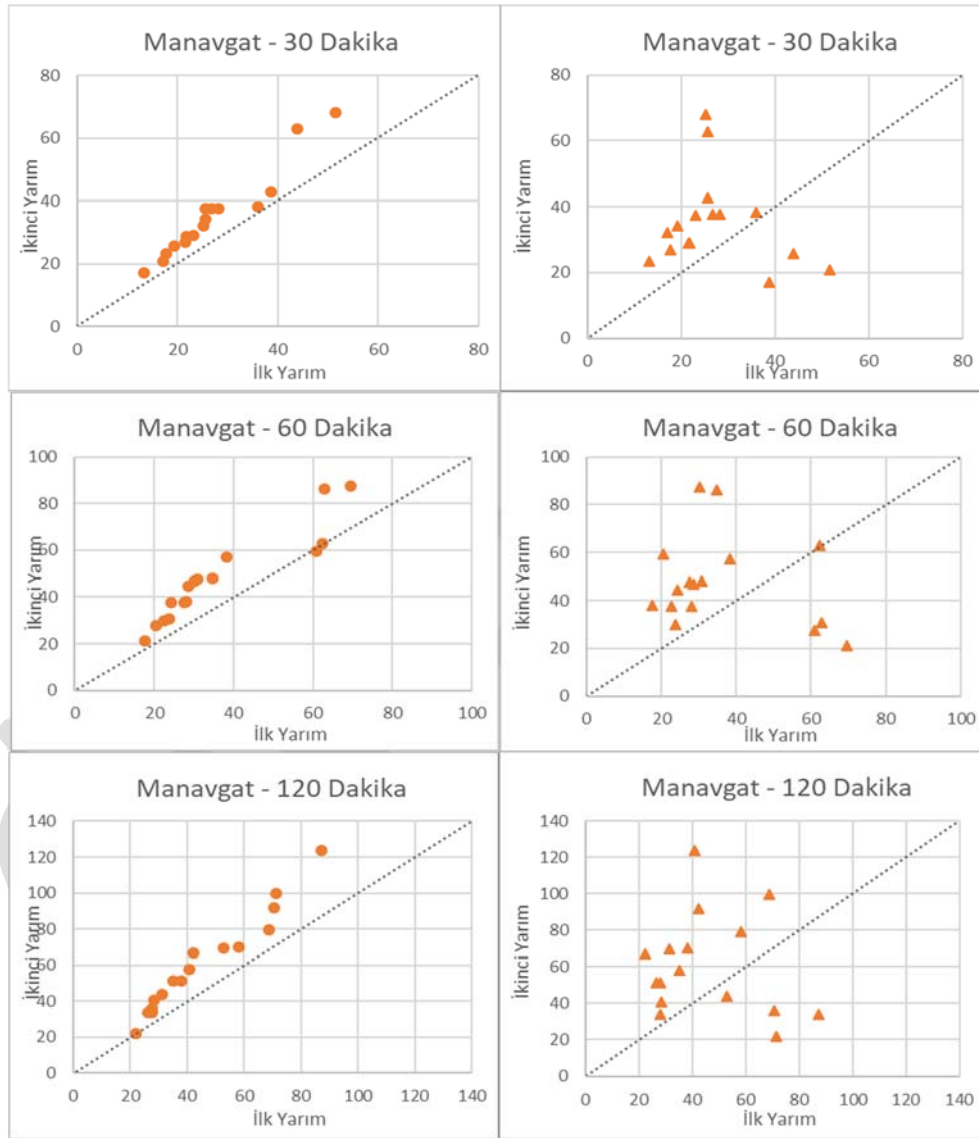 Manavgat - 30 Dakika
80
60
40
20
0
0 20 40 60 80
İkinci Yarım
İlk Yarım
Manavgat - 30 Dakika
80
60
40
20
0
0 20 40 60 80
İkinci Yarım
İlk Yarım
Manavgat - 60 Dakika
100
80
60
40
20
0
0 20 40 60 80 100
İkinci Yarım
İlk Yarım
Manavgat - 60 Dakika
100
80
60
40
20
0
0 20 40 60 80 100
İkinci Yarım
İlk Yarım
Manavgat - 120 Dakika
140
120
100
80
60
40
20
0
0 20 40 60 80 100 120 140
İkinci Yarım
İlk Yarım
Manavgat - 120 Dakika
140
120
100
80
60
40
20
0
0 20 40 60 80 100 120 140
İkinci Yarım
İlk Yarım